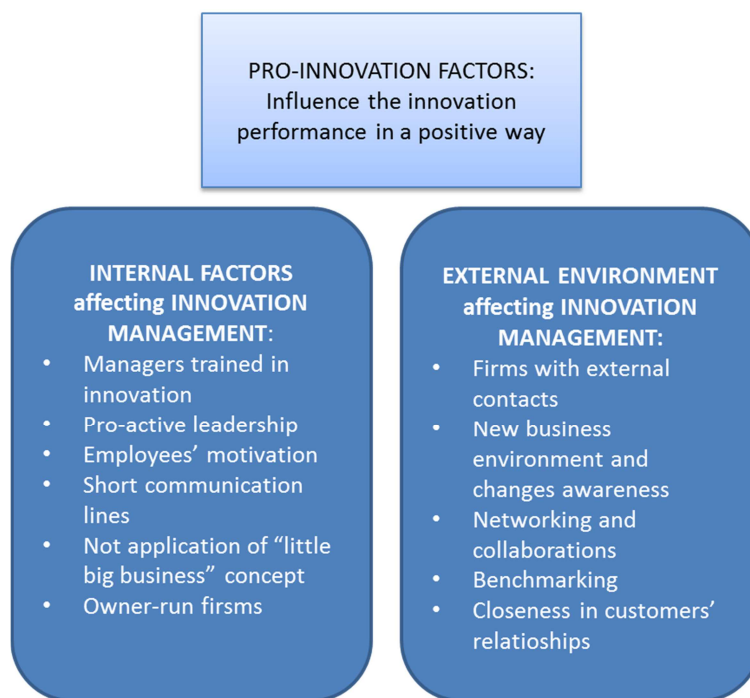 PRO-INNOVATION FACTORS:
Influence the innovation
performance in a positive way
INTERNAL FACTORS
affecting INNOVATION
MANAGEMENT:
• Managers trained in
innovation
• Pro-active leadership
• Employees’ motivation
• Short communication
lines
• Not application of “little
big business” concept
• Owner-run firsms
EXTERNAL ENVIRONMENT
affecting INNOVATION
MANAGEMENT:
• Firms with external
contacts
• New business
environment and
changes awareness
• Networking and
collaborations
• Benchmarking
• Closeness in customers’
relatioships